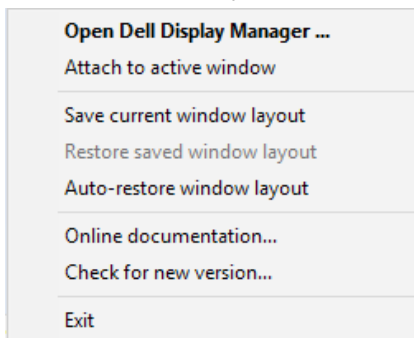 Open Dell Display Manager ...
Attach to active window
Save current window layout
Restore saved window layout
Auto-restore window layout
Online documentation...
Check for new version...
Exit